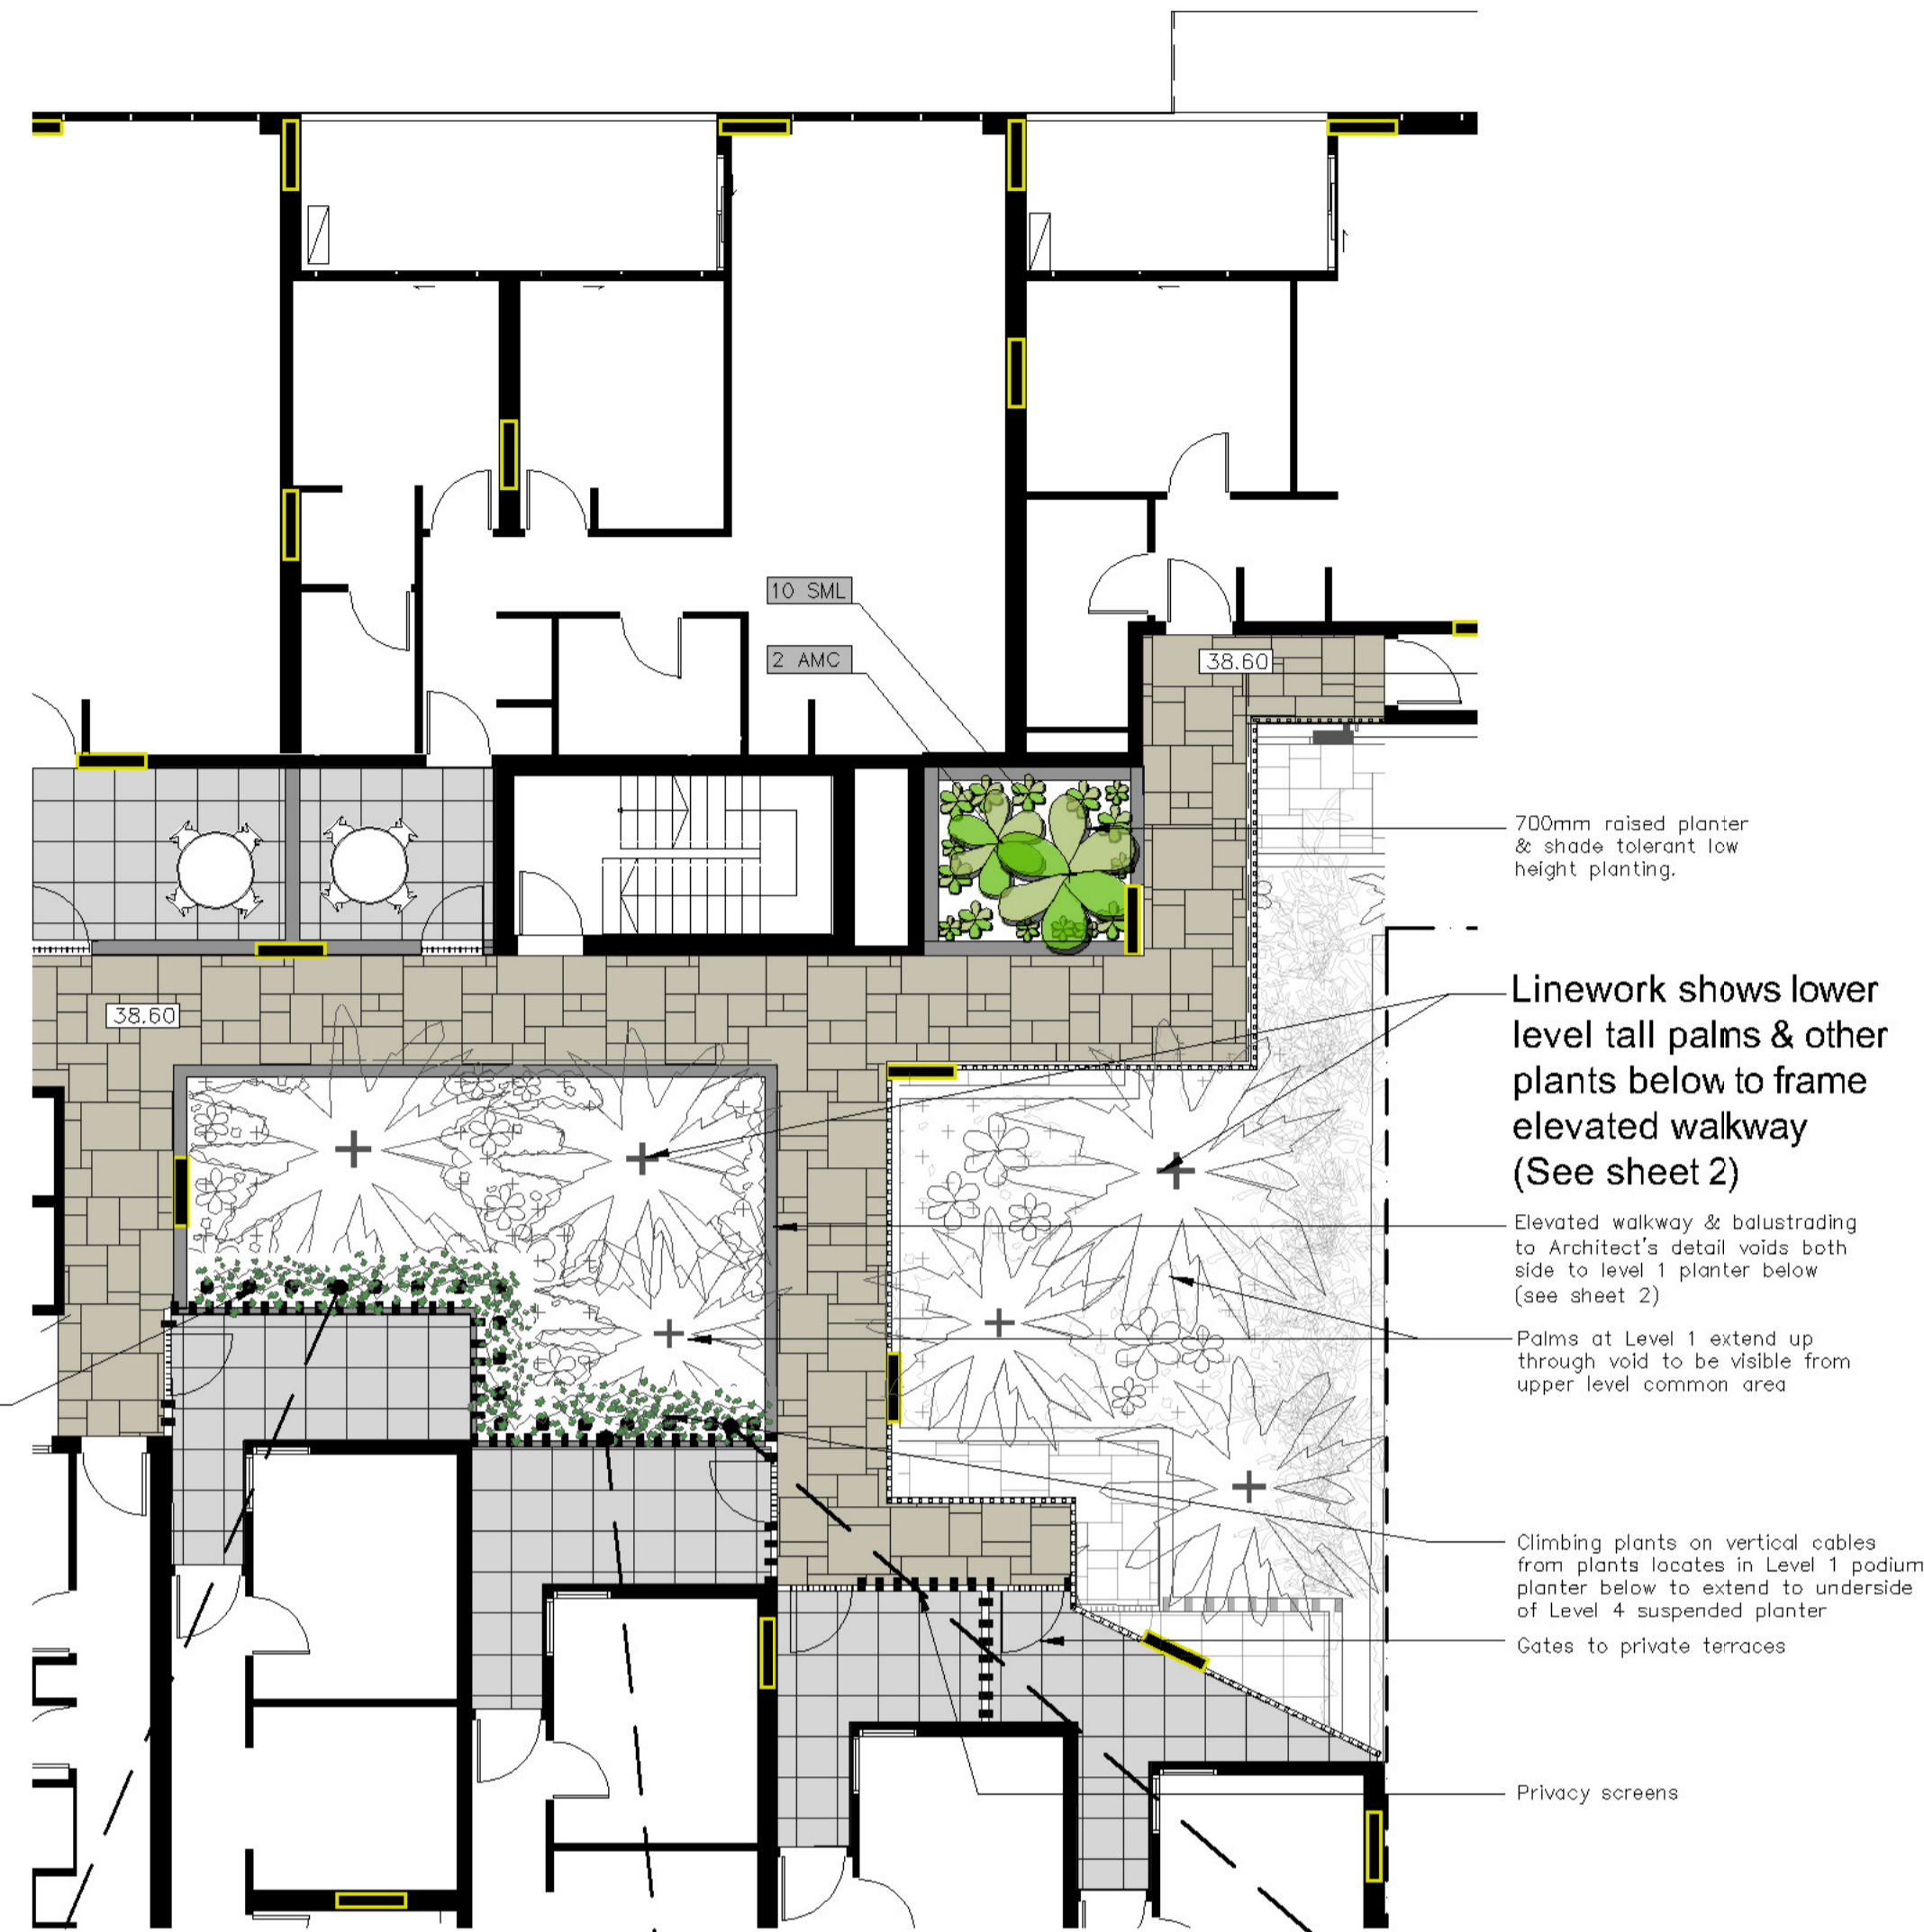 10 SML
2 AMC
38.60
38.60
700mm raised planter
& shade tolerant low
height planting.
Linework shows lower
level tall palms & other
plants below to frame
elevated walkway
(See sheet 2)
Elevated walkway & balustrading
to Architect's detail voids both
side to level 1 planter below
(see sheet 2)
Palms at Level 1 extend up
through void to be visible from
upper level common area
Climbing plants on vertical cables
from plants locates in Level 1 podium
planter below to extend to underside
of Level 4 suspended planter
Gates to private terraces
Privacy screens